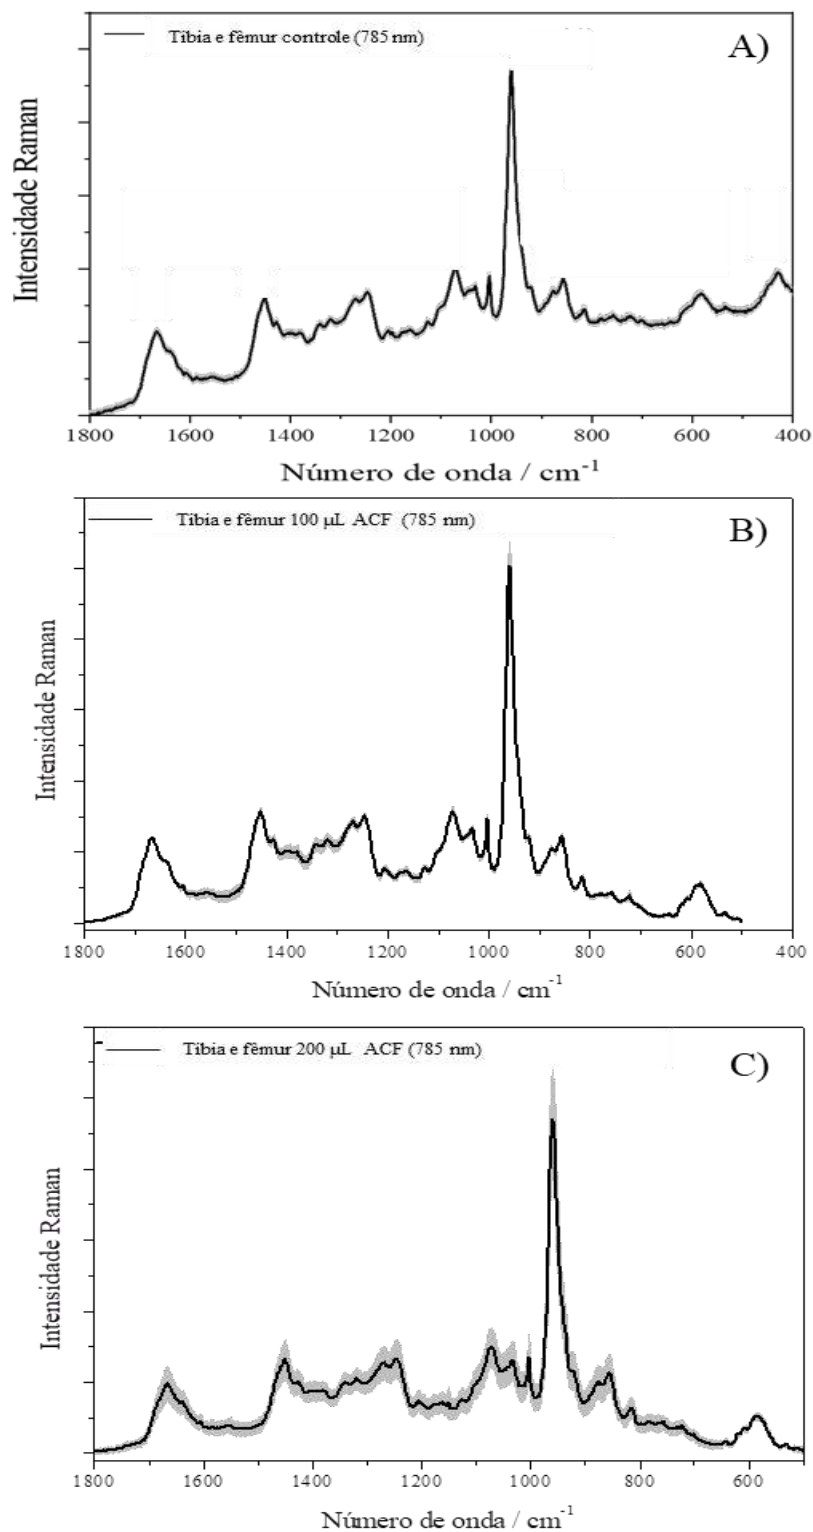 Tíbia e fêmur controle (785 nm)
A)
Intensidade Raman
1800 1600 1400 1200 1000 800 600 400
Número de onda / cm-1
Tíbia e fêmur 100 µL ACF (785 nm)
B)
Intensidade Raman
1800 1600 1400 1200 1000 800 600 400
Número de onda / cm-1
Tíbia e fêmur 200 µL ACF (785 nm)
C)
Intensidade Raman
1800 1600 1400 1200 1000 800 600
Número de onda / cm-1